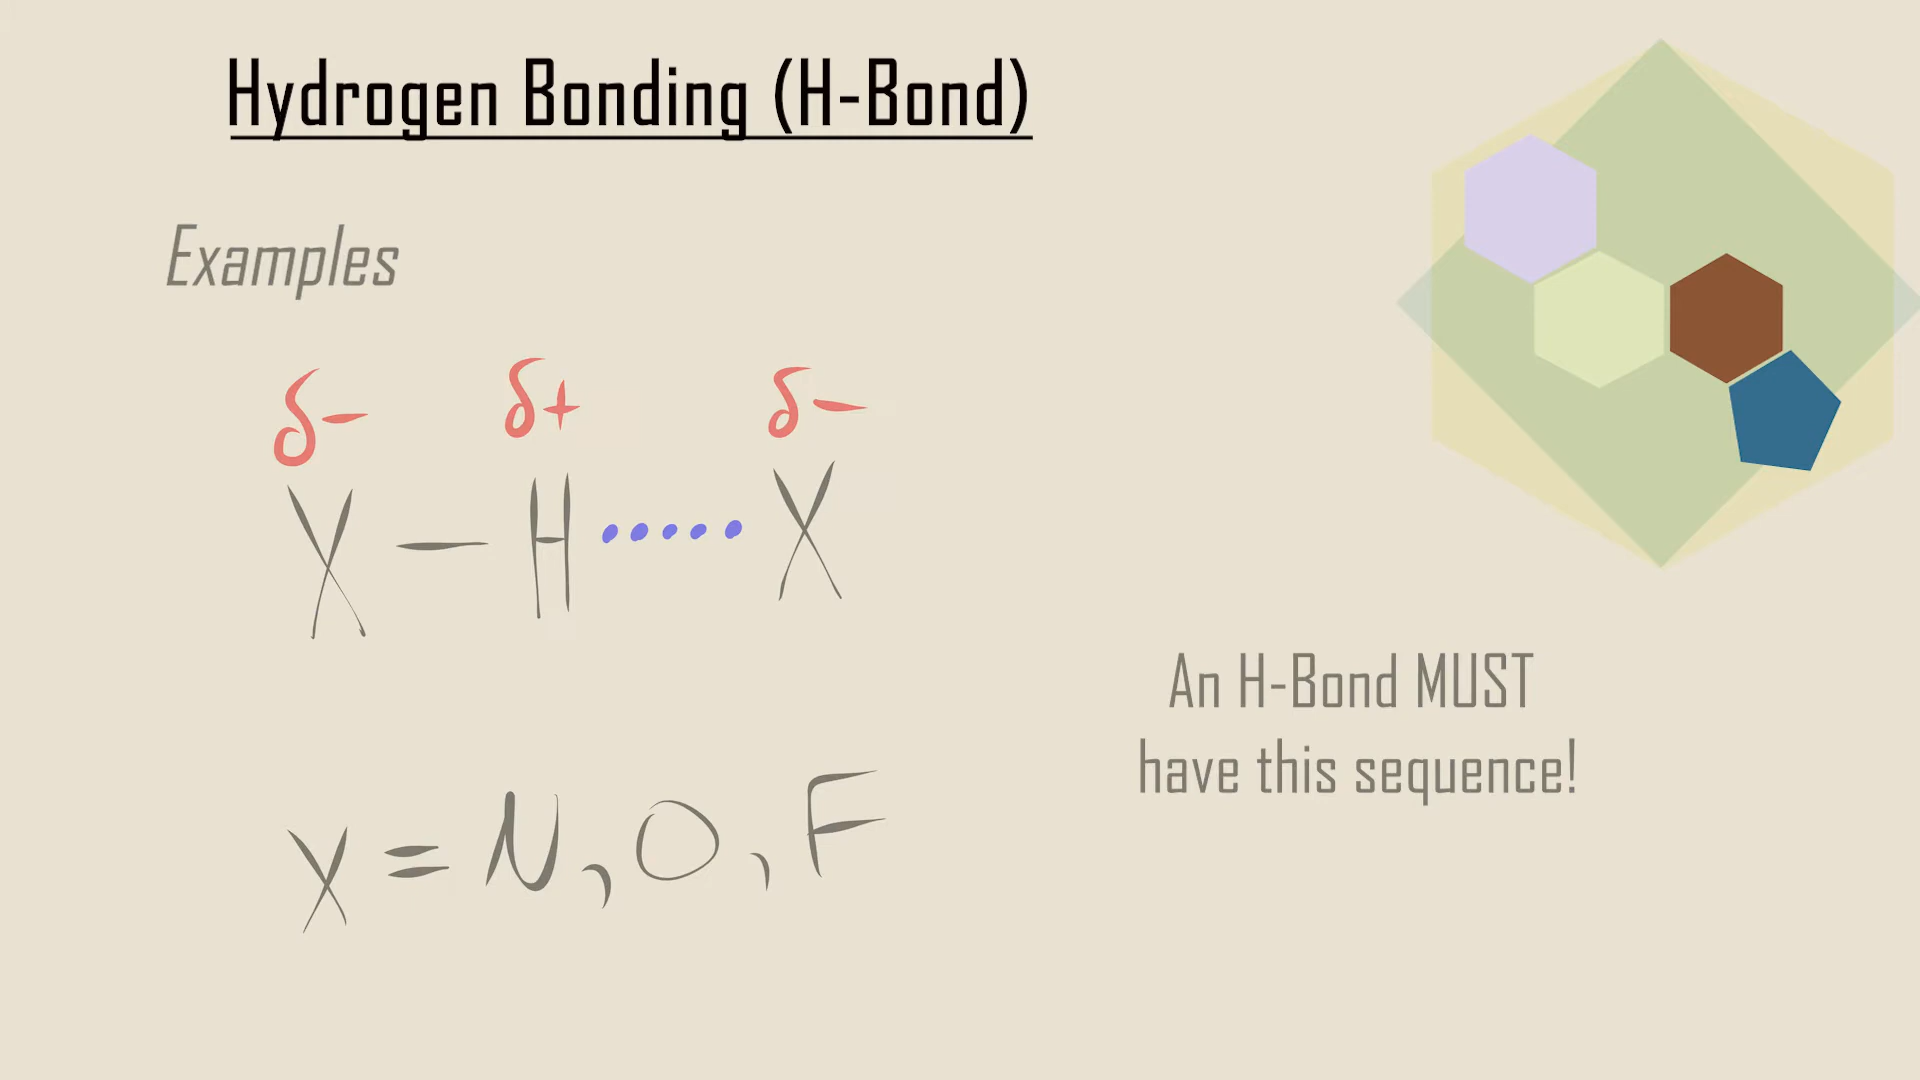 Hydrogen Bonding (H-Bond)
Examples
δ- δ+ δ-
X — H ..... X
An H-Bond MUST
have this sequence!
X = N, O, F